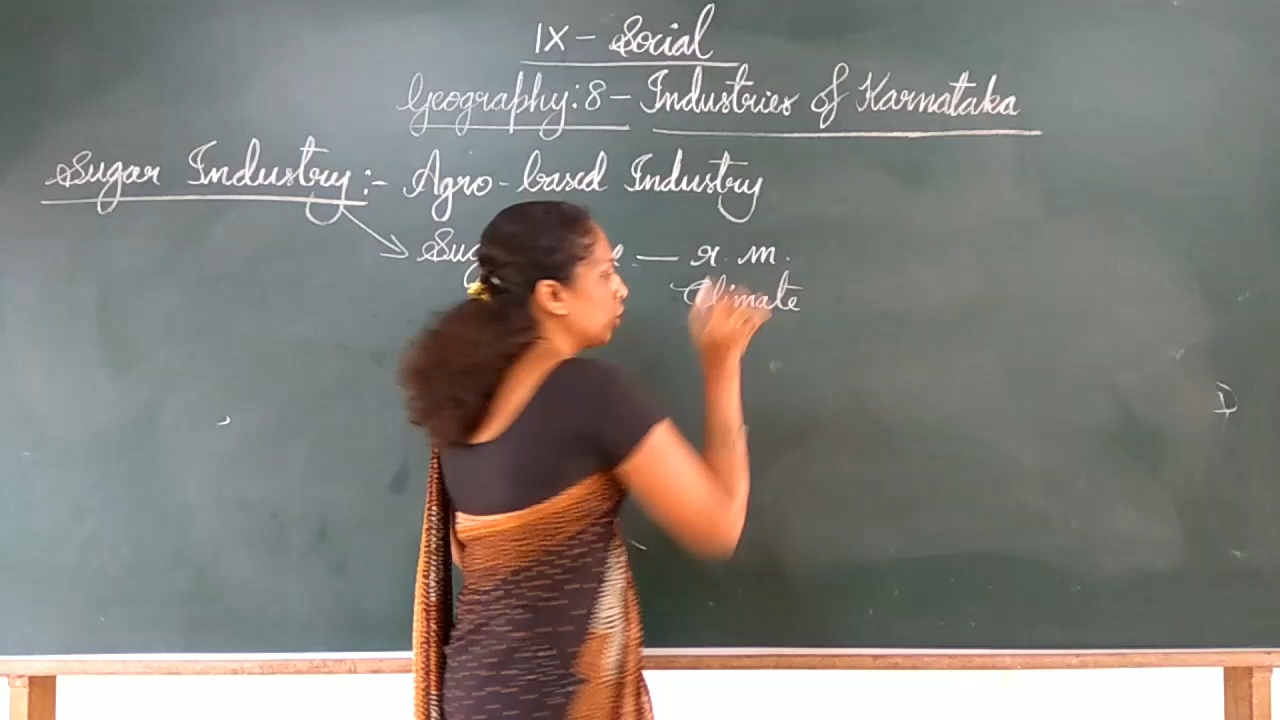 IX - Social
Geography: 8 - Industries of Karnataka
Sugar Industry :- Agro-based Industry
— r. m.
Climate
D